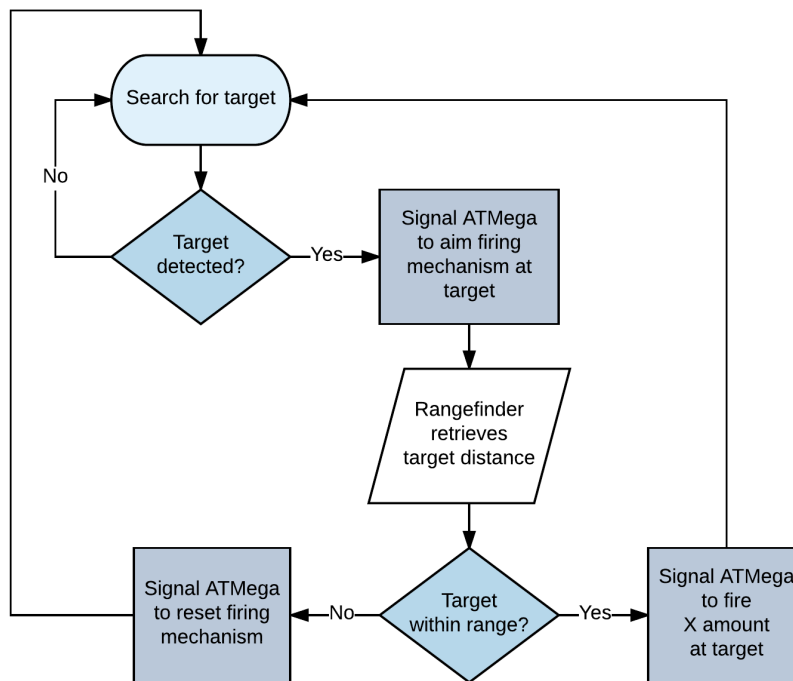 Search for target
No
Target
detected?
Yes
Signal ATMega
to aim firing
mechanism at
target
Rangefinder
retrieves
target distance
Signal ATMega
to reset firing
mechanism
No
Target
within range?
Yes
Signal ATMega
to fire
X amount
at target